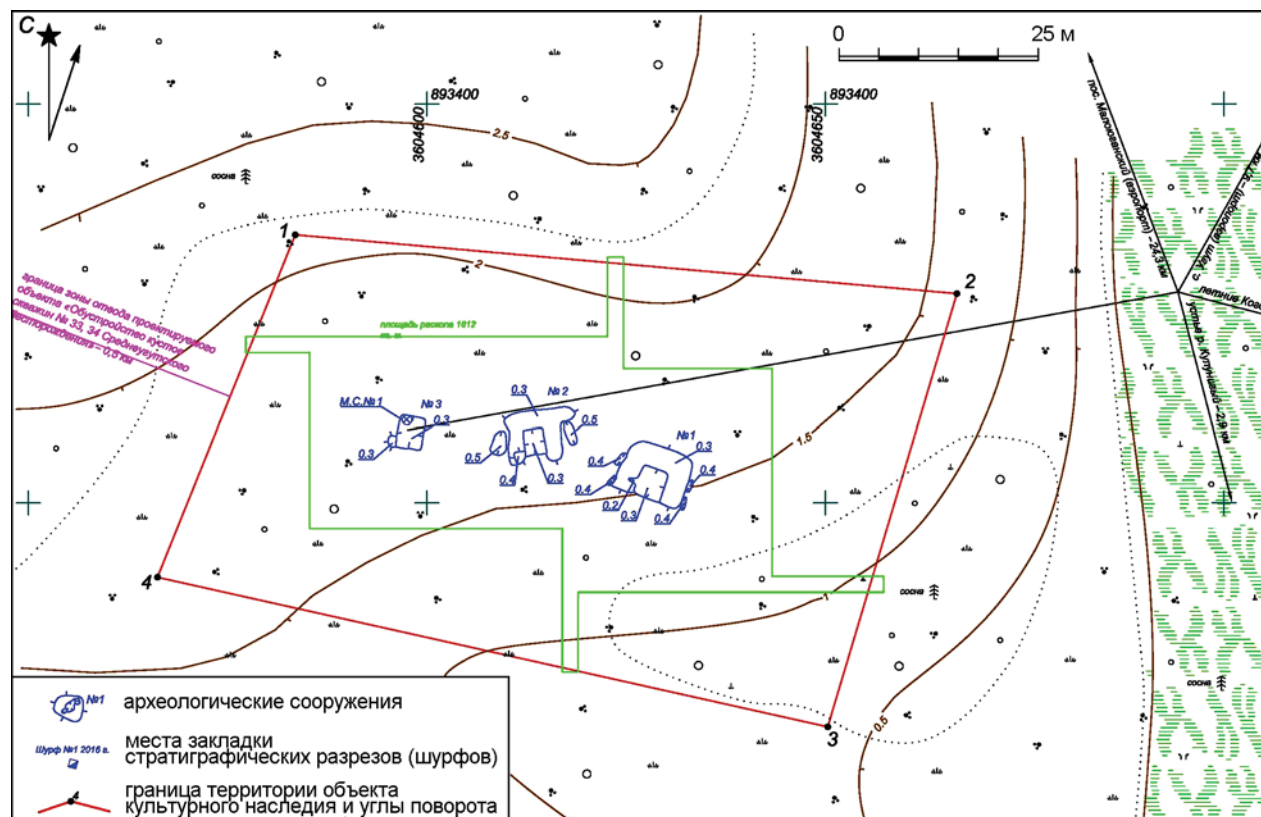 С
0
25 м
893400
893400
3604600
3604650
2.5
сосна
1
2
2
граница зоны отвода проектируемого
объекта «Обустройство кустов
скважин № 33, 34 Среднеугутского
месторождения» – 0,5 км
площадь раскопа 1612
кв. м.
пос. Малоюганский (аэропорт) – 24,3 км
с. Угут (аэропорт) – 9,7 км
летние
устье р. Кулунигый – 2,9 км
М.С.№1
№3
0.3
0.3
0.3
№2
0.5
0.5
0.4
0.3
№1
0.3
0.4
0.4
0.4
0.2
0.3
0.4
1.5
4
1
сосна
сосна
0.5
3
№1
археологические сооружения
Шурф №1 2016 г.
места закладки
стратиграфических разрезов (шурфов)
4
граница территории объекта
культурного наследия и углы поворота